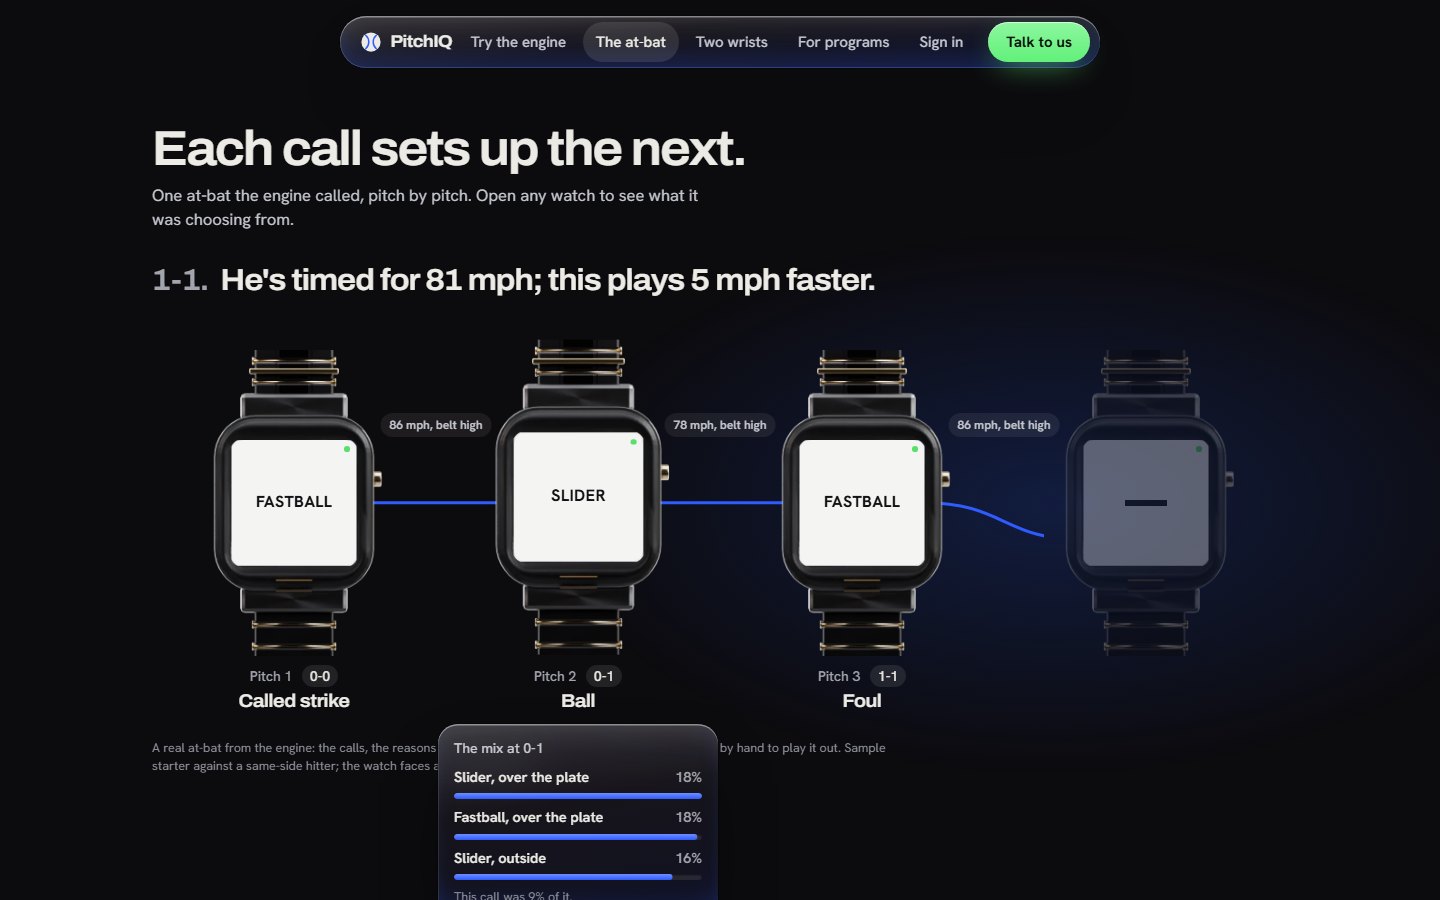 PitchIQ Try the engine The at-bat Two wrists For programs Sign in Talk to us
Each call sets up the next.
One at-bat the engine called, pitch by pitch. Open any watch to see what it
was choosing from.
1-1. He's timed for 81 mph; this plays 5 mph faster.
86 mph, belt high
78 mph, belt high
86 mph, belt high
FASTBALL
SLIDER
FASTBALL
Pitch 1 0-0
Called strike
Pitch 2 0-1
Ball
Pitch 3 1-1
Foul
A real at-bat from the engine: the calls, the reasons
by hand to play it out. Sample
starter against a same-side hitter; the watch faces
The mix at 0-1
Slider, over the plate 18%
Fastball, over the plate 18%
Slider, outside 16%
This call was 9% of it.